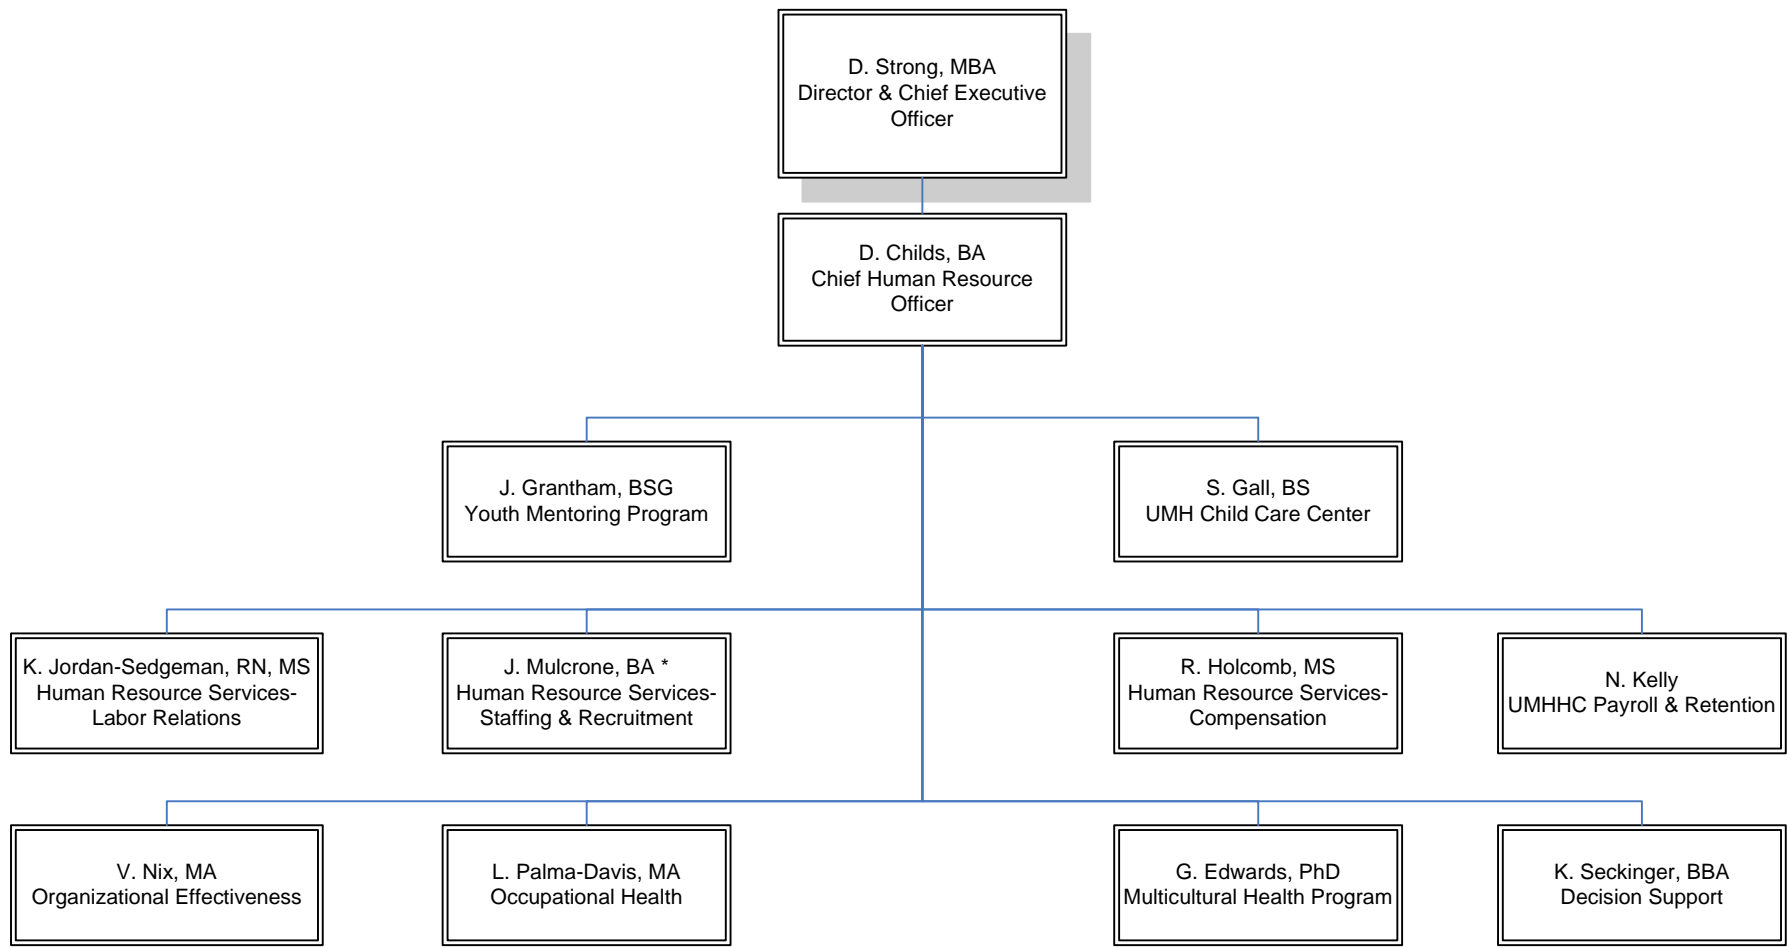 D. Strong, MBA
Director & Chief Executive
Officer
D. Childs, BA
Chief Human Resource
Officer
J. Grantham, BSG
Youth Mentoring Program
S. Gall, BS
UMH Child Care Center
K. Jordan-Sedgeman, RN, MS
Human Resource Services-
Labor Relations
J. Mulcrone, BA *
Human Resource Services-
Staffing & Recruitment
R. Holcomb, MS
Human Resource Services-
Compensation
N. Kelly
UMHHC Payroll & Retention
V. Nix, MA
Organizational Effectiveness
L. Palma-Davis, MA
Occupational Health
G. Edwards, PhD
Multicultural Health Program
K. Seckinger, BBA
Decision Support